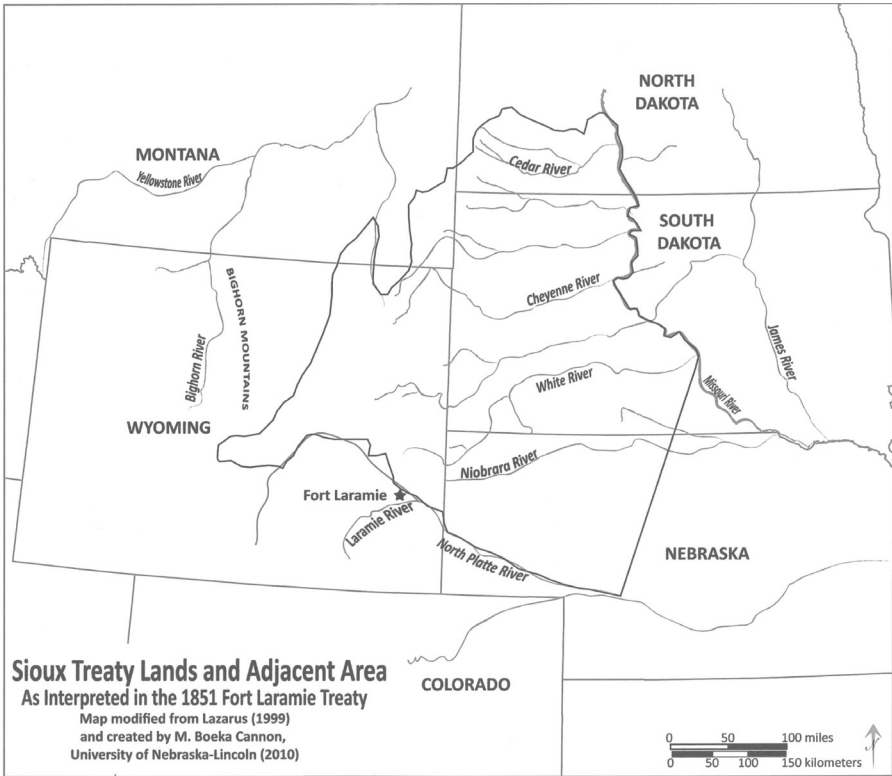 NORTH
DAKOTA
MONTANA
Yellowstone River
Cedar River
SOUTH
DAKOTA
BIGHORN MOUNTAINS
Cheyenne River
Bighorn River
James River
White River
Missouri River
WYOMING
Niobrara River
Fort Laramie
Laramie River
North Platte River
NEBRASKA
Sioux Treaty Lands and Adjacent Area
As Interpreted in the 1851 Fort Laramie Treaty
Map modified from Lazarus (1999)
and created by M. Boeka Cannon,
University of Nebraska-Lincoln (2010)
COLORADO
0 50 100 miles
0 50 100 150 kilometers
N